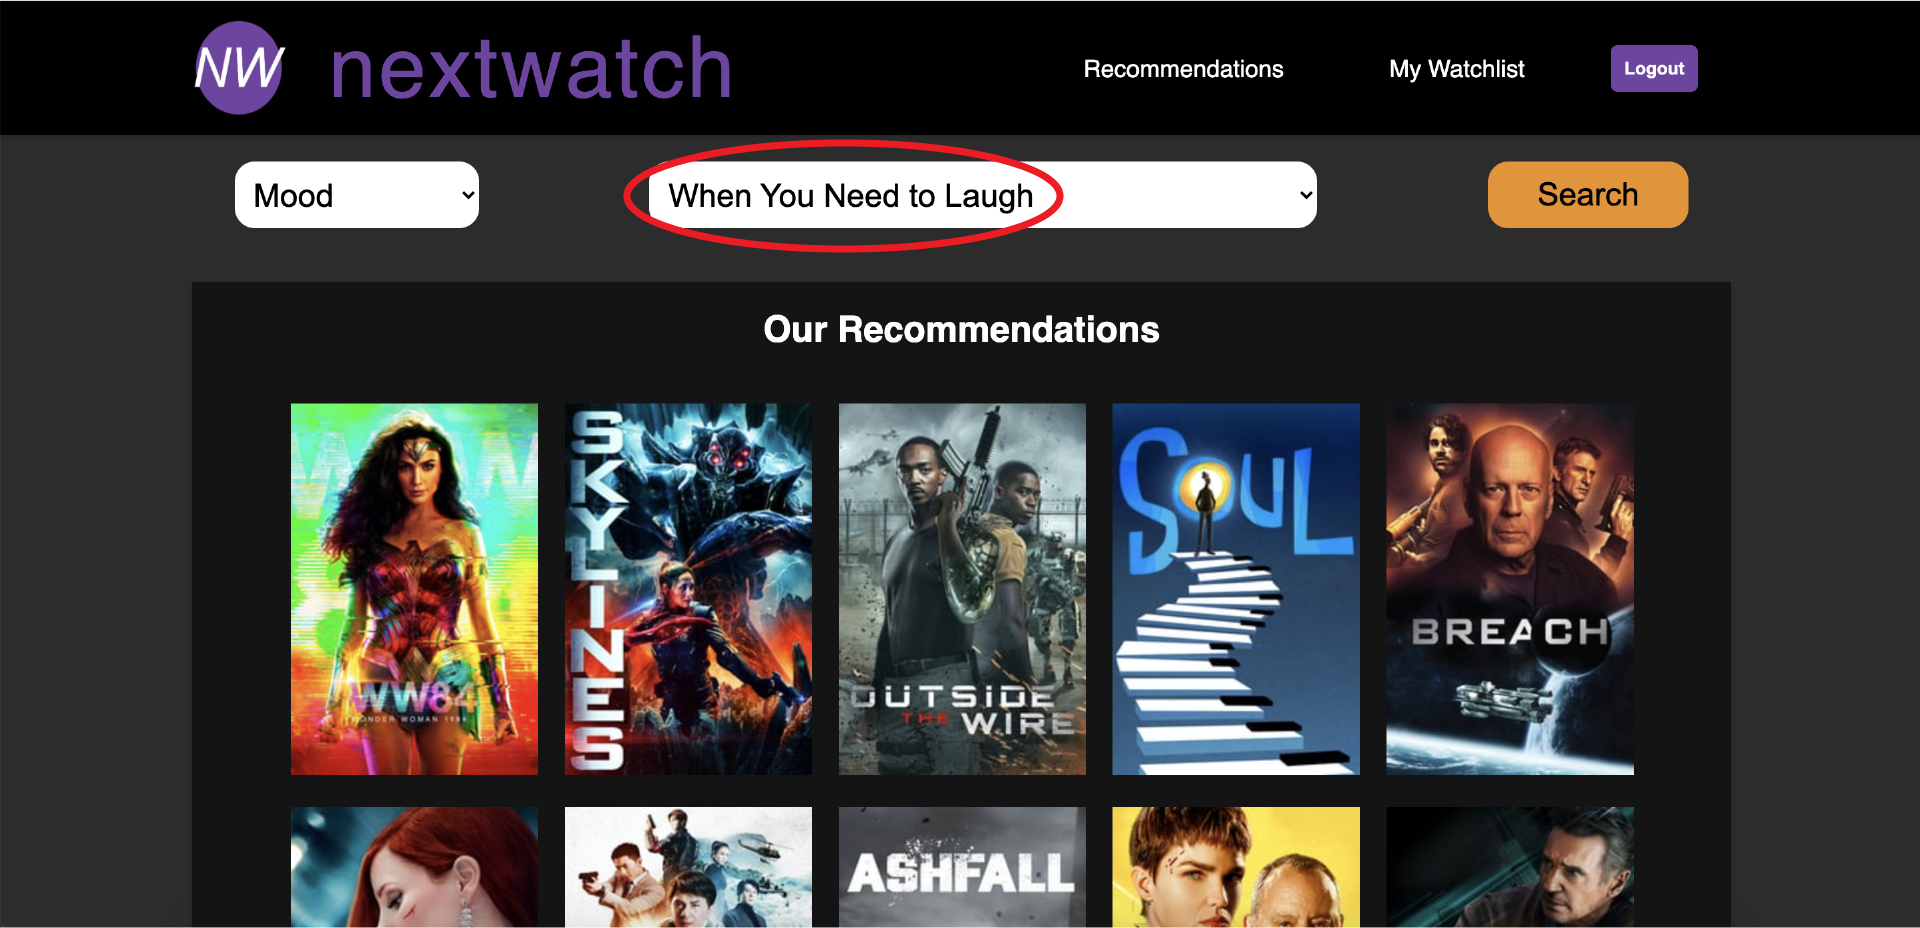 NW nextwatch Recommendations My Watchlist Logout
Mood When You Need to Laugh Search
Our Recommendations
SKYLINES
SOUL
BREACH
OUTSIDE
THE WIRE
WW84
WONDER WOMAN 1984
ASHFALL